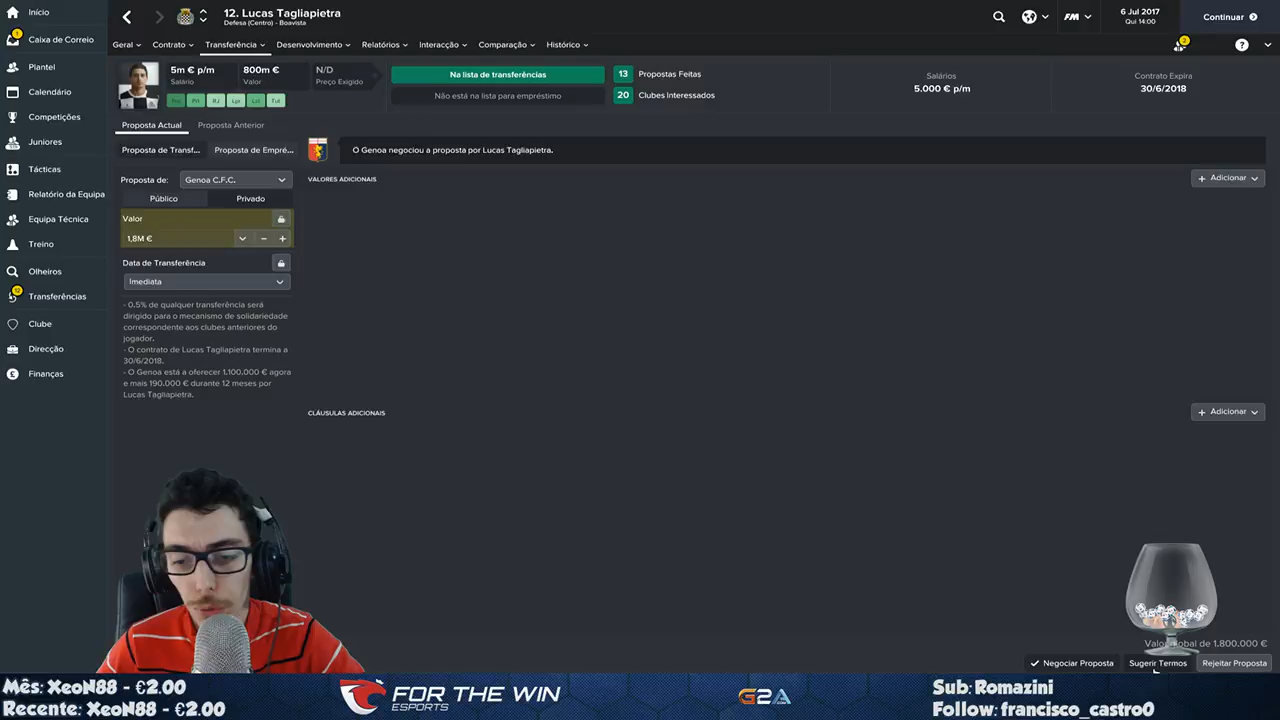 Início
12. Lucas Tagliapietra
Defesa (Centro) - Boavista
6 Jul 2017
Qui 14:00
Continuar
1
Caixa de Correio
Geral
Contrato
Transferência
Desenvolvimento
Relatórios
Interacção
Comparação
Histórico
2
Plantel
5m € p/m
Salário
800m €
Valor
N/D
Preço Exigido
Na lista de transferências
Não está na lista para empréstimo
13 Propostas Feitas
20 Clubes Interessados
Salários
5.000 € p/m
Contrato Expira
30/6/2018
Calendário
Competições
Juniores
Proposta Actual
Proposta Anterior
Proposta de Transf...
Proposta de Empré...
O Genoa negociou a proposta por Lucas Tagliapietra.
Tácticas
Proposta de:
Genoa C.F.C.
VALORES ADICIONAIS
Adicionar
Relatório da Equipa
Público
Privado
Equipa Técnica
Valor
1,8M €
Treino
Data de Transferência
Imediata
Olheiros
12
Transferências
- 0.5% de qualquer transferência será
dirigido para o mecanismo de solidariedade
correspondente aos clubes anteriores do
jogador.
- O contrato de Lucas Tagliapietra termina a
30/6/2018.
- O Genoa está a oferecer 1.100.000 € agora
e mais 190.000 € durante 12 meses por
Lucas Tagliapietra.
Clube
Direcção
Finanças
CLÁUSULAS ADICIONAIS
Adicionar
Valor global de 1.800.000 €
Negociar Proposta
Sugerir Termos
Rejeitar Proposta
Mês: XeoN88 - €2.00
Recente: XeoN88 - €2.00
FOR THE WIN
ESPORTS
G2A
.COM
Sub: Romazini
Follow: francisco_castro0